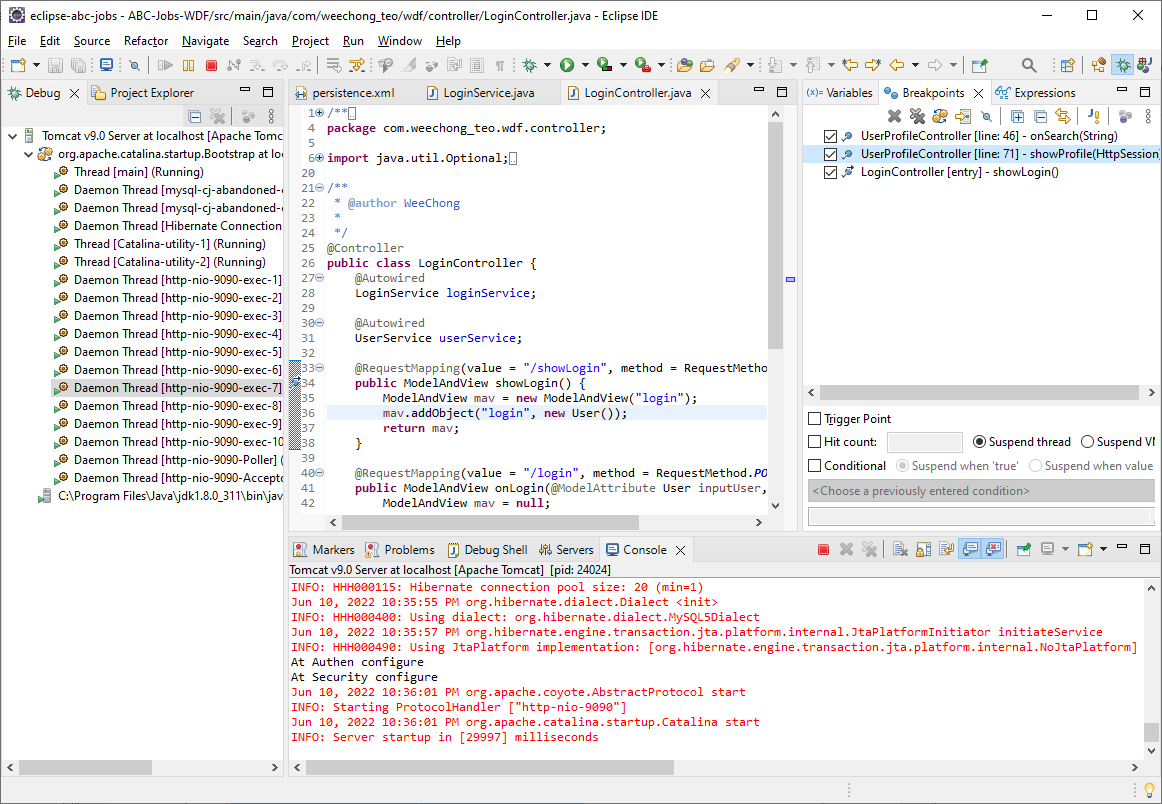 eclipse-abc-jobs - ABC-Jobs-WDF/src/main/java/com/weechong_teo/wdf/controller/LoginController.java - Eclipse IDE
File Edit Source Refactor Navigate Search Project Run Window Help
Debug Project Explorer
Tomcat v9.0 Server at localhost [Apache Tomc
org.apache.catalina.startup.Bootstrap at lo
Thread [main] (Running)
Daemon Thread [mysql-cj-abandoned-
Daemon Thread [mysql-cj-abandoned-
Daemon Thread [Hibernate Connection
Thread [Catalina-utility-1] (Running)
Thread [Catalina-utility-2] (Running)
Daemon Thread [http-nio-9090-exec-1]
Daemon Thread [http-nio-9090-exec-2]
Daemon Thread [http-nio-9090-exec-3]
Daemon Thread [http-nio-9090-exec-4]
Daemon Thread [http-nio-9090-exec-5]
Daemon Thread [http-nio-9090-exec-6]
Daemon Thread [http-nio-9090-exec-7]
Daemon Thread [http-nio-9090-exec-8]
Daemon Thread [http-nio-9090-exec-9]
Daemon Thread [http-nio-9090-exec-10
Daemon Thread [http-nio-9090-Poller] (
Daemon Thread [http-nio-9090-Accepto
C:\Program Files\Java\jdk1.8.0_311\bin\jav
persistence.xml LoginService.java LoginController.java
1 /**
4 package com.weechong_teo.wdf.controller;
5
6 import java.util.Optional;
20
21 /**
22 * @author WeeChong
23 *
24 */
25 @Controller
26 public class LoginController {
27 @Autowired
28 LoginService loginService;
29
30 @Autowired
31 UserService userService;
32
33 @RequestMapping(value = "/showLogin", method = RequestMetho
34 public ModelAndView showLogin() {
35 ModelAndView mav = new ModelAndView("login");
36 mav.addObject("login", new User());
37 return mav;
38 }
39
40 @RequestMapping(value = "/login", method = RequestMethod.PO
41 public ModelAndView onLogin(@ModelAttribute User inputUser,
42 ModelAndView mav = null;
(x)= Variables Breakpoints Expressions
UserProfileController [line: 46] - onSearch(String)
UserProfileController [line: 71] - showProfile(HttpSession
LoginController [entry] - showLogin()
Trigger Point
Hit count: Suspend thread Suspend VM
Conditional Suspend when 'true' Suspend when value
<Choose a previously entered condition>
Markers Problems Debug Shell Servers Console
Tomcat v9.0 Server at localhost [Apache Tomcat] [pid: 24024]
INFO: HHH000115: Hibernate connection pool size: 20 (min=1)
Jun 10, 2022 10:35:55 PM org.hibernate.dialect.Dialect <init>
INFO: HHH000400: Using dialect: org.hibernate.dialect.MySQL5Dialect
Jun 10, 2022 10:35:57 PM org.hibernate.engine.transaction.jta.platform.internal.JtaPlatformInitiator initiateService
INFO: HHH000490: Using JtaPlatform implementation: [org.hibernate.engine.transaction.jta.platform.internal.NoJtaPlatform]
At Authen configure
At Security configure
Jun 10, 2022 10:36:01 PM org.apache.coyote.AbstractProtocol start
INFO: Starting ProtocolHandler ["http-nio-9090"]
Jun 10, 2022 10:36:01 PM org.apache.catalina.startup.Catalina start
INFO: Server startup in [29997] milliseconds